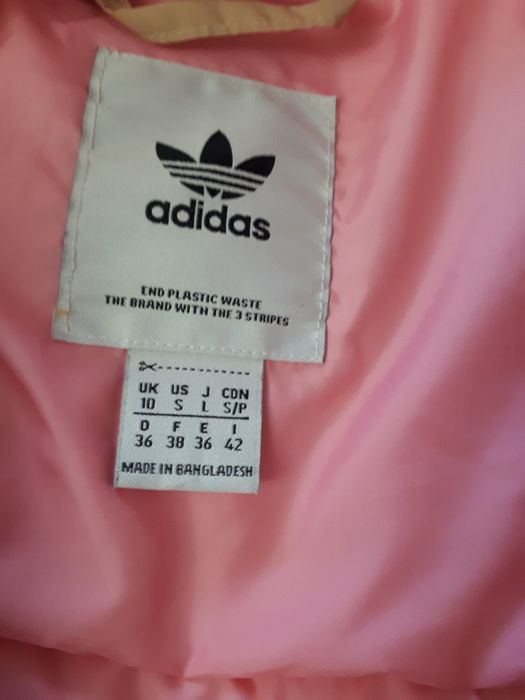 adidas
END PLASTIC WASTE
THE BRAND WITH THE 3 STRIPES
UK US J CDN
10 S L S/P
D F E I
36 38 36 42
MADE IN BANGLADESH